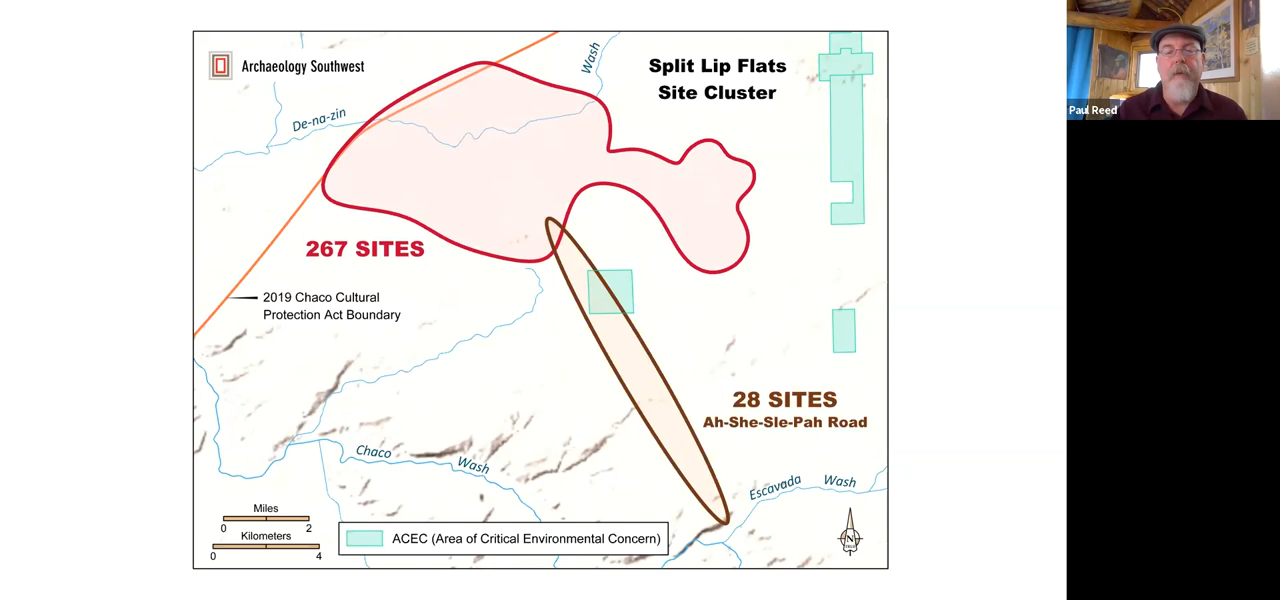 Archaeology Southwest
Split Lip Flats
Site Cluster
Wash
De-na-zin
Paul Reed
267 SITES
2019 Chaco Cultural
Protection Act Boundary
28 SITES
Ah-She-Sle-Pah Road
Chaco
Wash
Escavada
Wash
Miles
0
2
Kilometers
0
4
ACEC (Area of Critical Environmental Concern)
N